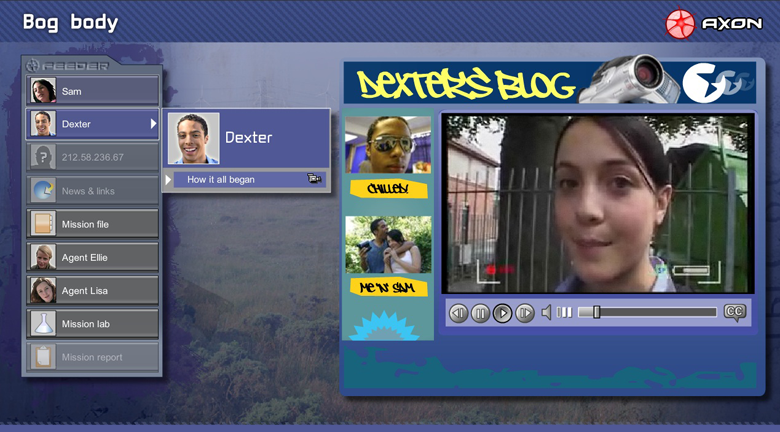 Bog body
AXON
FEEDER
Sam
Dexter
212.58.236.67
News & links
Mission file
Agent Ellie
Agent Lisa
Mission lab
Mission report
Dexter
How it all began
DEXTER'S BLOG
CHILLED!
ME 'N' SAM
CC